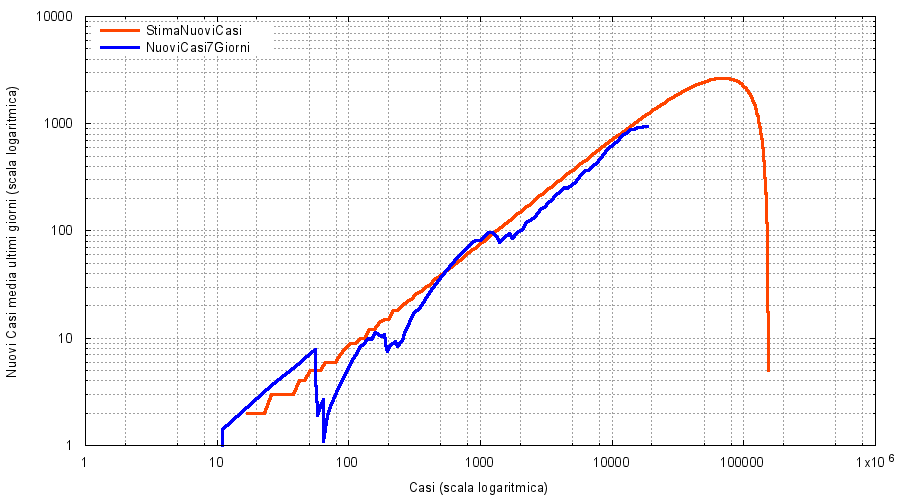 10000
StimaNuoviCasi
NuoviCasi7Giorni
1000
100
10
1
Nuovi Casi media ultimi giorni (scala logaritmica)
1 10 100 1000 10000 100000 1x10 6
Casi (scala logaritmica)